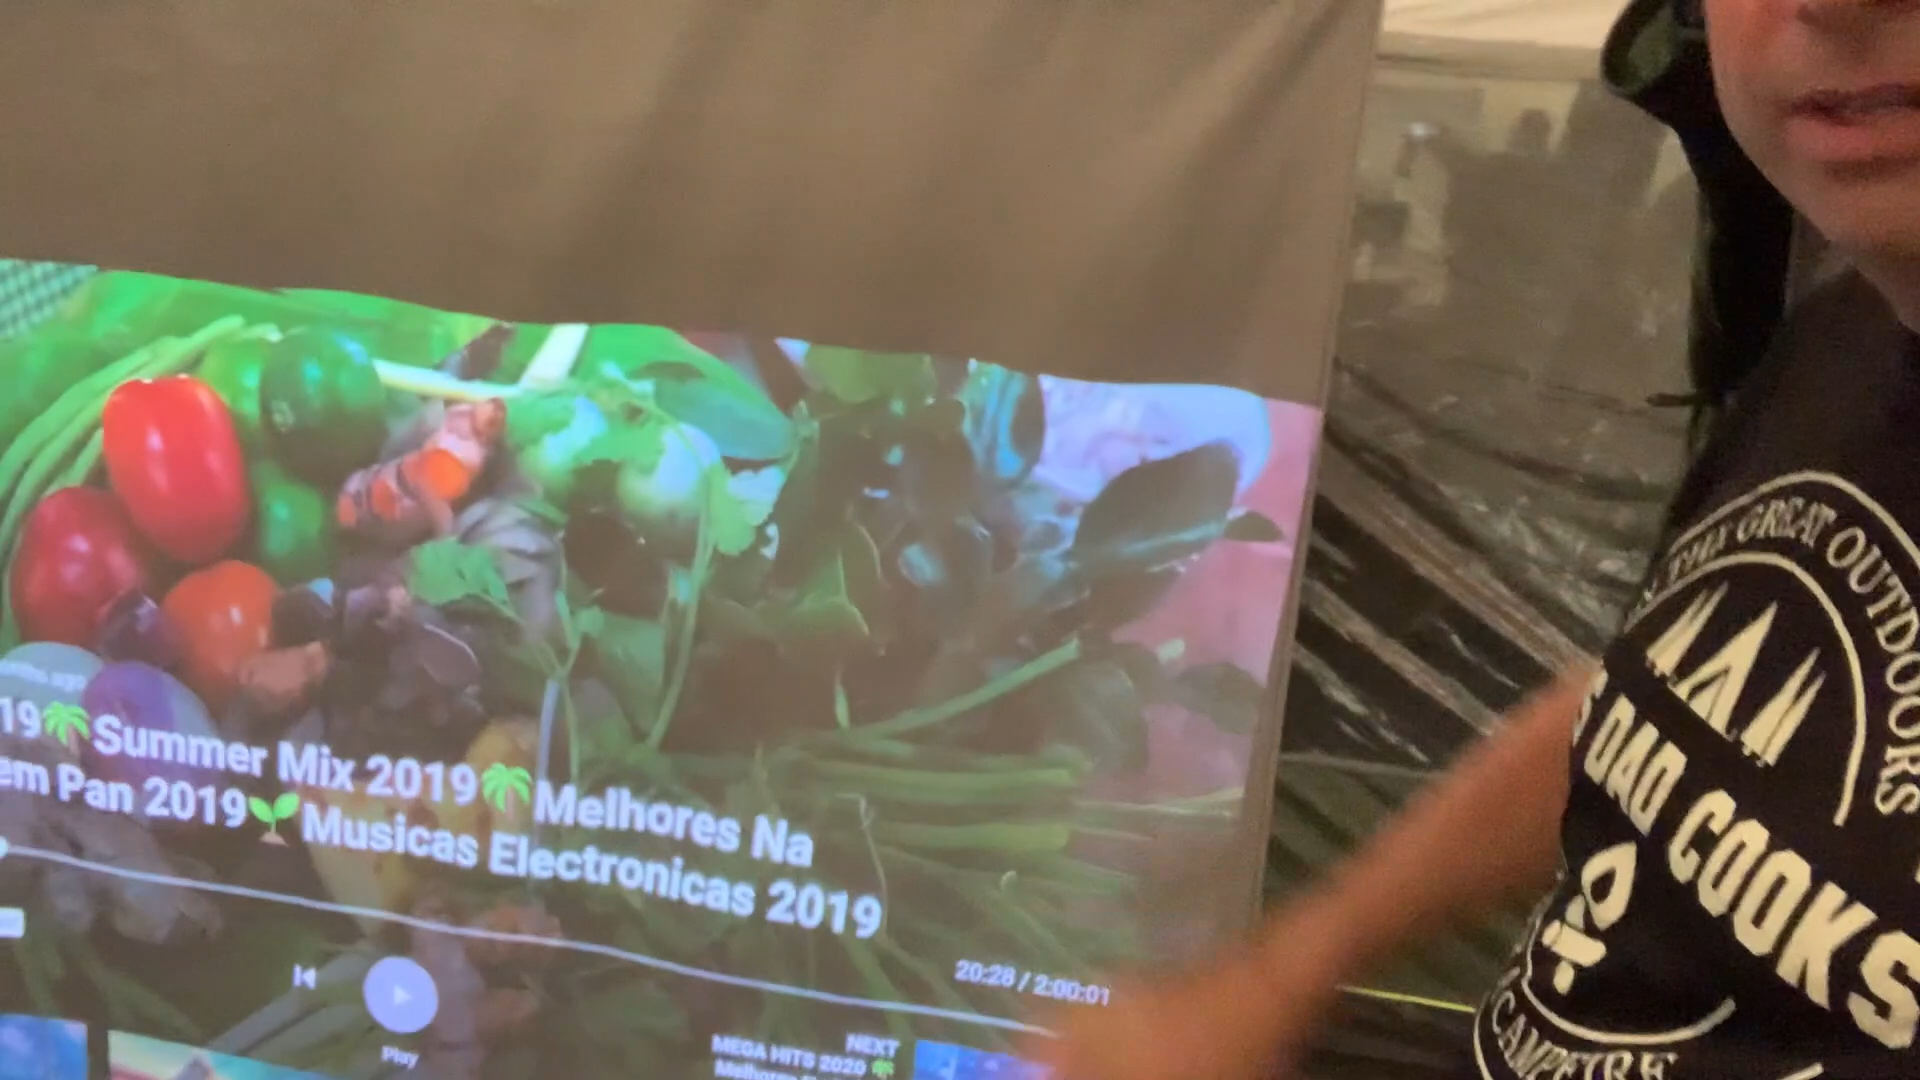 19🌴Summer Mix 2019🌴Melhores Na
em Pan 2019🌱Musicas Electronicas 2019
20:28 / 2:00:01
Play
NEXT
MEGA HITS 2020 🌴
GREAT OUTDOORS
DAD COOKS
CAMPFIRE